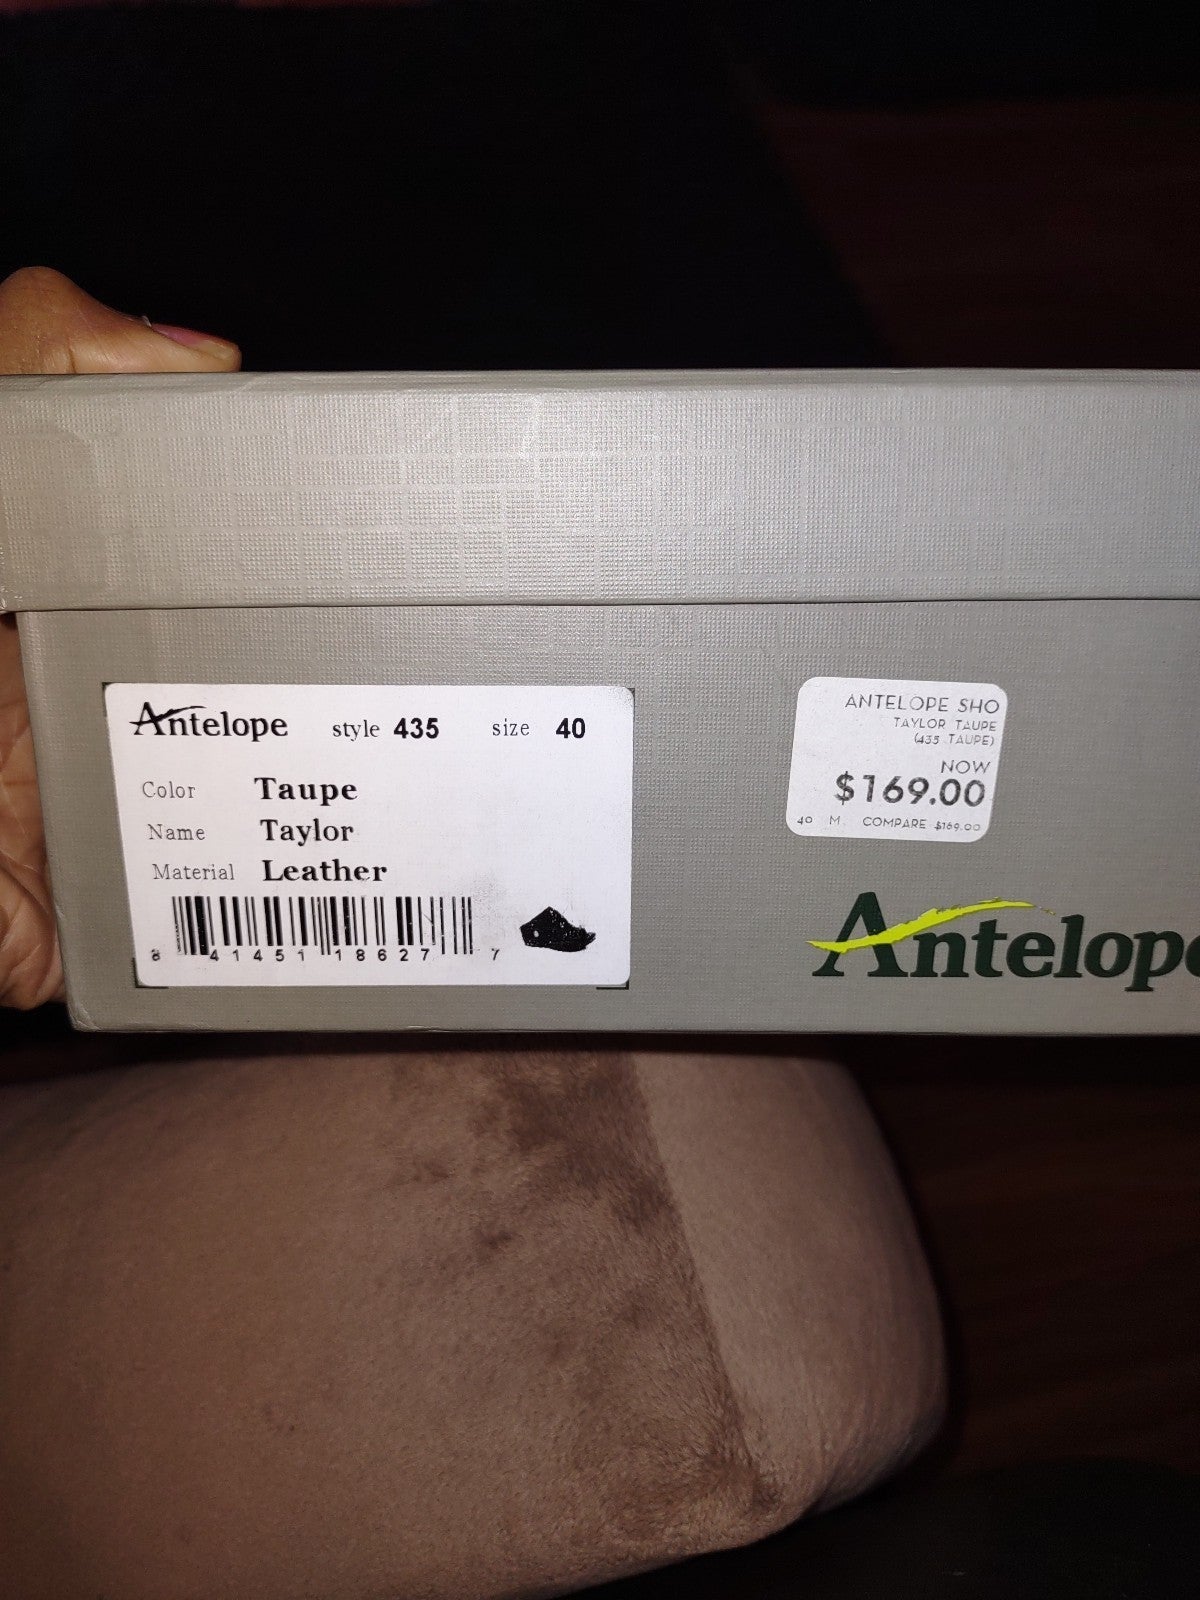 Antelope style 435 size 40
Color Taupe
Name Taylor
Material Leather
8 41451 18627 7
ANTELOPE SHO
TAYLOR TAUPE
(435 TAUPE)
NOW
$169.00
40 M COMPARE $169.00
Antelope